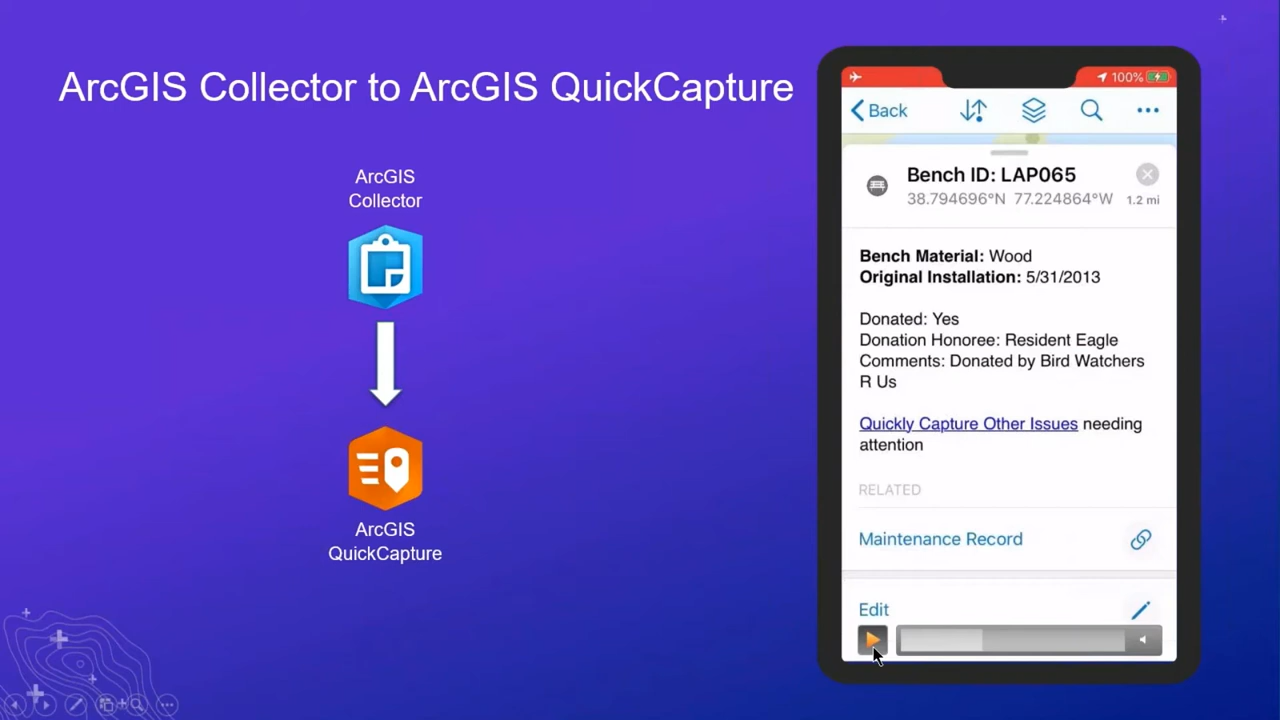 ArcGIS Collector to ArcGIS QuickCapture
ArcGIS
Collector
ArcGIS
QuickCapture
100%
Back
Bench ID: LAP065
38.794696°N 77.224864°W
1.2 mi
Bench Material: Wood
Original Installation: 5/31/2013
Donated: Yes
Donation Honoree: Resident Eagle
Comments: Donated by Bird Watchers
R Us
Quickly Capture Other Issues needing
attention
RELATED
Maintenance Record
Edit